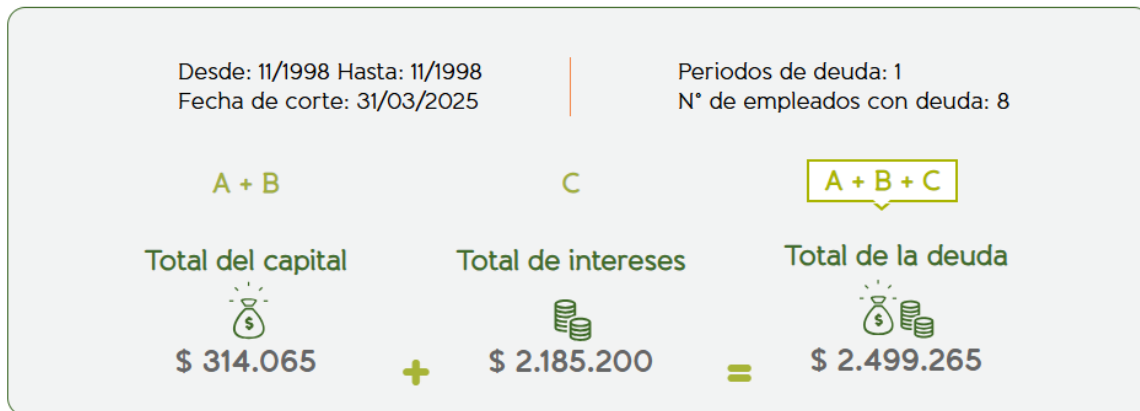 Desde: 11/1998 Hasta: 11/1998
Fecha de corte: 31/03/2025
Periodos de deuda: 1
N° de empleados con deuda: 8
A + B
C
A + B + C
Total del capital
Total de intereses
Total de la deuda
$ 314.065
+
$ 2.185.200
=
$ 2.499.265